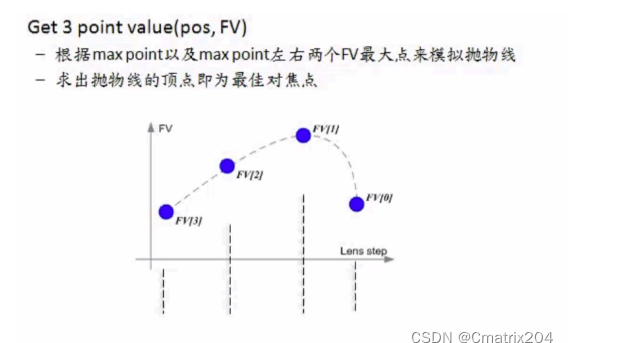 Get 3 point value(pos, FV)
– 根据max point以及max point左右两个FV最大点来模拟抛物线
– 求出抛物线的顶点即为最佳对焦点
FV
FV[1]
FV[2]
FV[0]
FV[3]
Lens step
CSDN @Cmatrix204